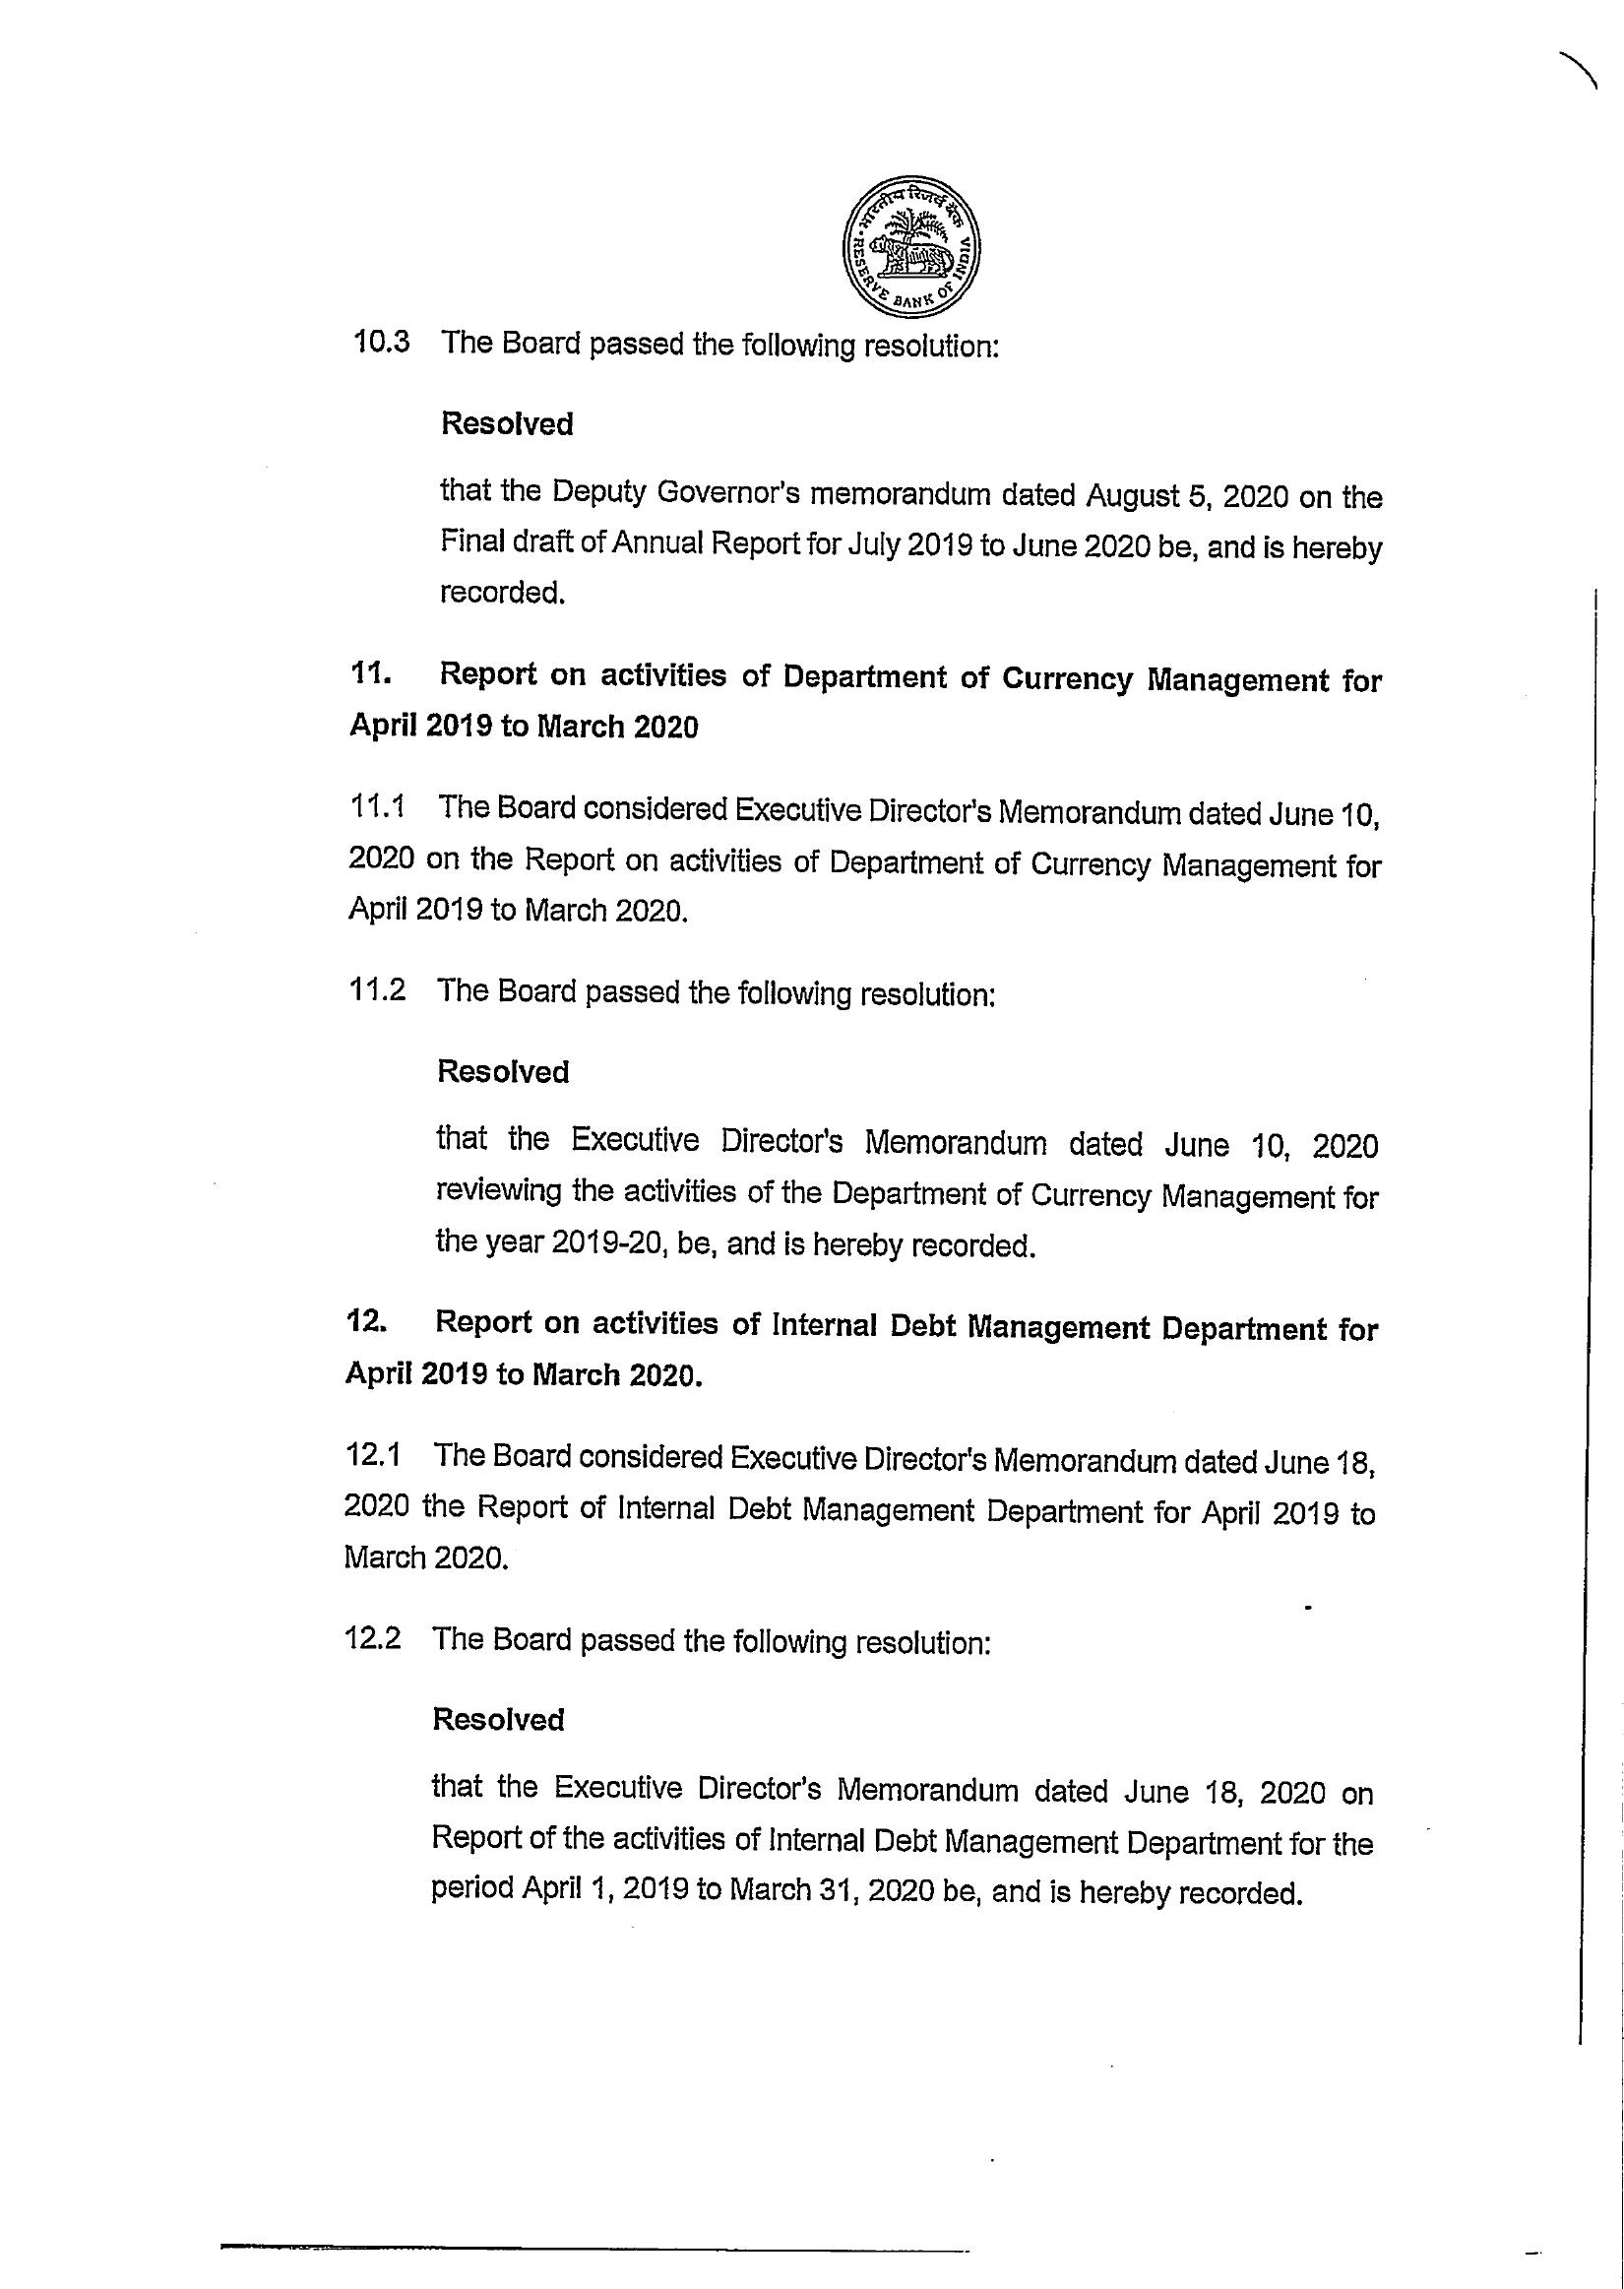 भारतीय रिज़र्व बैंक
RESERVE BANK OF INDIA
10.3 The Board passed the following resolution:
Resolved
that the Deputy Governor's memorandum dated August 5, 2020 on the
Final draft of Annual Report for July 2019 to June 2020 be, and is hereby
recorded.
11. Report on activities of Department of Currency Management for
April 2019 to March 2020
11.1 The Board considered Executive Director's Memorandum dated June 10,
2020 on the Report on activities of Department of Currency Management for
April 2019 to March 2020.
11.2 The Board passed the following resolution:
Resolved
that the Executive Director's Memorandum dated June 10, 2020
reviewing the activities of the Department of Currency Management for
the year 2019-20, be, and is hereby recorded.
12. Report on activities of Internal Debt Management Department for
April 2019 to March 2020.
12.1 The Board considered Executive Director's Memorandum dated June 18,
2020 the Report of Internal Debt Management Department for April 2019 to
March 2020.
12.2 The Board passed the following resolution:
Resolved
that the Executive Director's Memorandum dated June 18, 2020 on
Report of the activities of Internal Debt Management Department for the
period April 1, 2019 to March 31, 2020 be, and is hereby recorded.